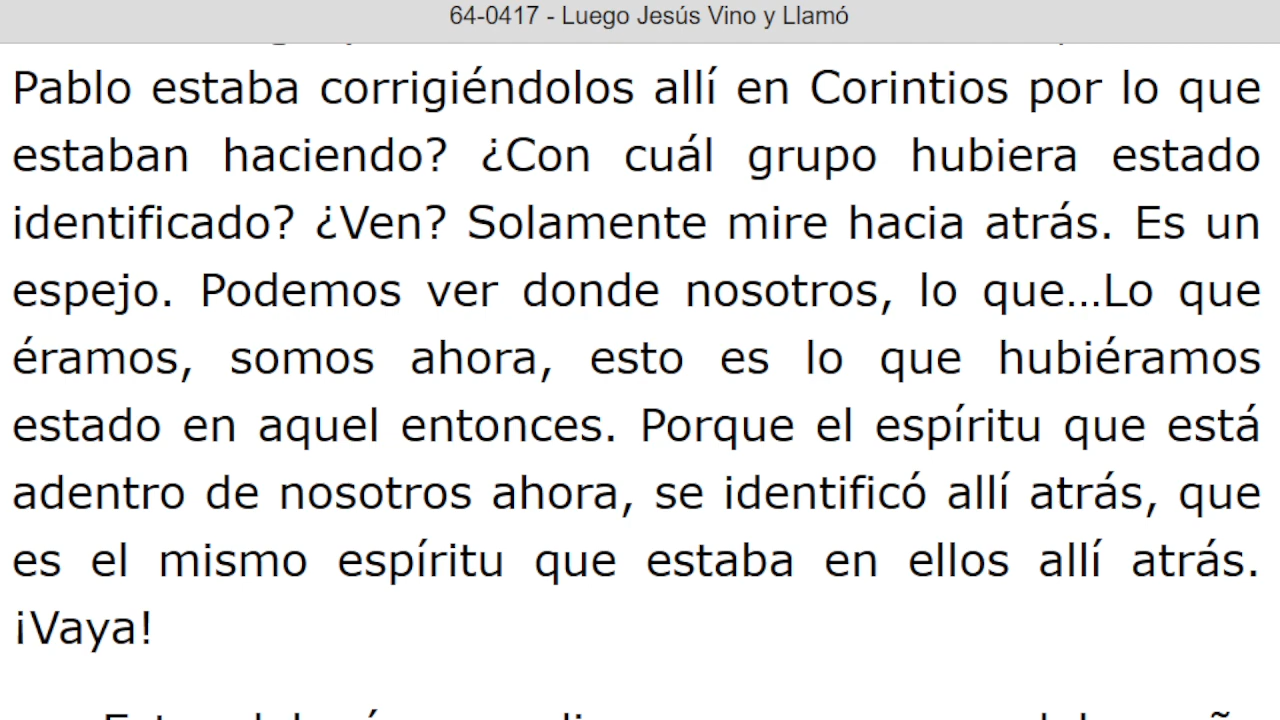 64-0417 - Luego Jesús Vino y Llamó
Pablo estaba corrigiéndolos allí en Corintios por lo que
estaban haciendo? ¿Con cuál grupo hubiera estado
identificado? ¿Ven? Solamente mire hacia atrás. Es un
espejo. Podemos ver donde nosotros, lo que...Lo que
éramos, somos ahora, esto es lo que hubiéramos
estado en aquel entonces. Porque el espíritu que está
adentro de nosotros ahora, se identificó allí atrás, que
es el mismo espíritu que estaba en ellos allí atrás.
¡Vaya!